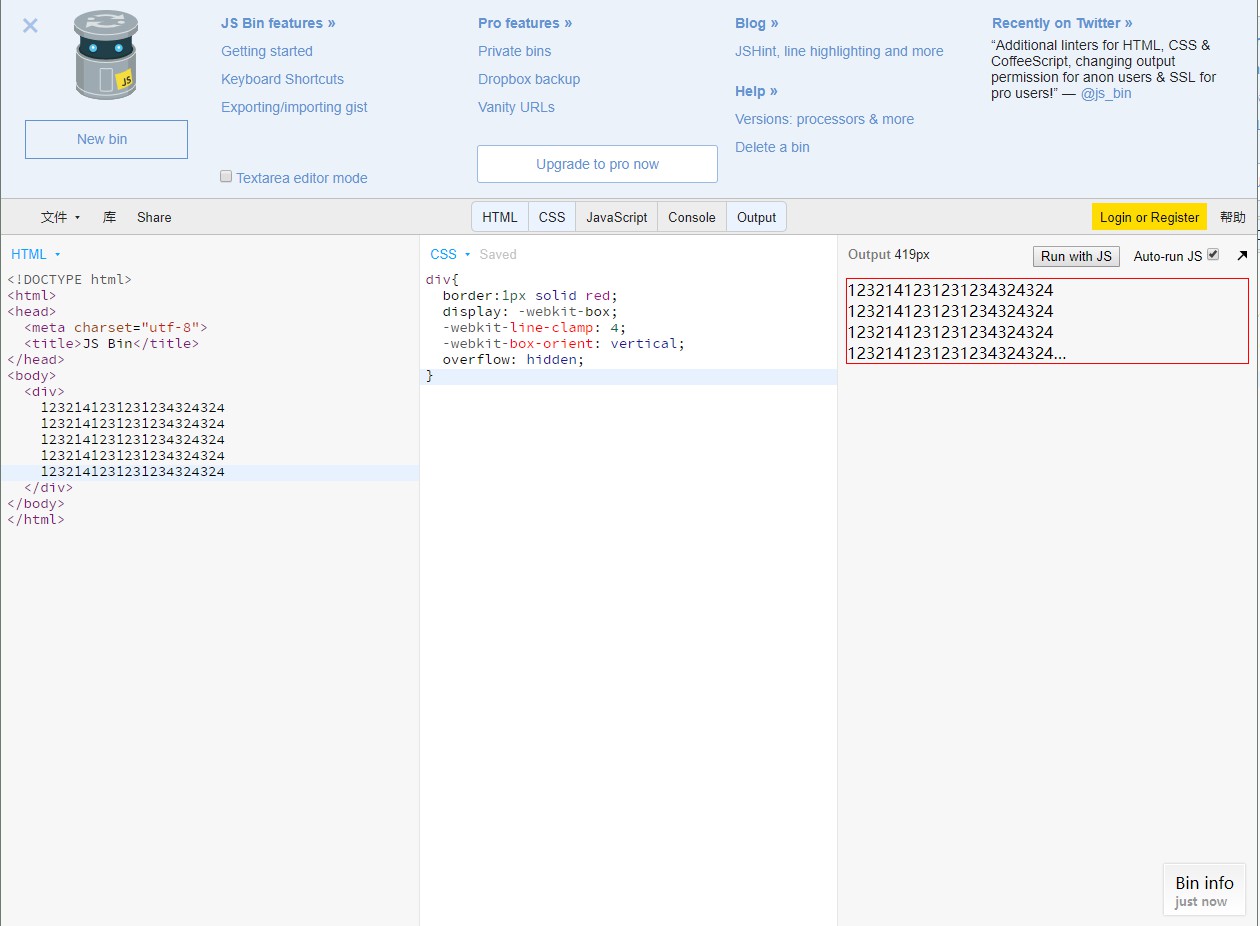 JS Bin features »
Getting started
Keyboard Shortcuts
Exporting/importing gist
Textarea editor mode
JS
New bin
Pro features »
Private bins
Dropbox backup
Vanity URLs
Upgrade to pro now
Blog »
JSHint, line highlighting and more
Help »
Versions: processors & more
Delete a bin
Recently on Twitter »
“Additional linters for HTML, CSS &
CoffeeScript, changing output
permission for anon users & SSL for
pro users!” — @js_bin
文件 库 Share HTML CSS JavaScript Console Output Login or Register 帮助
HTML
<!DOCTYPE html>
<html>
<head>
<meta charset="utf-8">
<title>JS Bin</title>
</head>
<body>
<div>
1232141231231234324324
1232141231231234324324
1232141231231234324324
1232141231231234324324
1232141231231234324324
</div>
</body>
</html>
CSS Saved
div{
border:1px solid red;
display: -webkit-box;
-webkit-line-clamp: 4;
-webkit-box-orient: vertical;
overflow: hidden;
}
Output 419px Run with JS Auto-run JS
1232141231231234324324
1232141231231234324324
1232141231231234324324
1232141231231234324324...
Bin info
just now